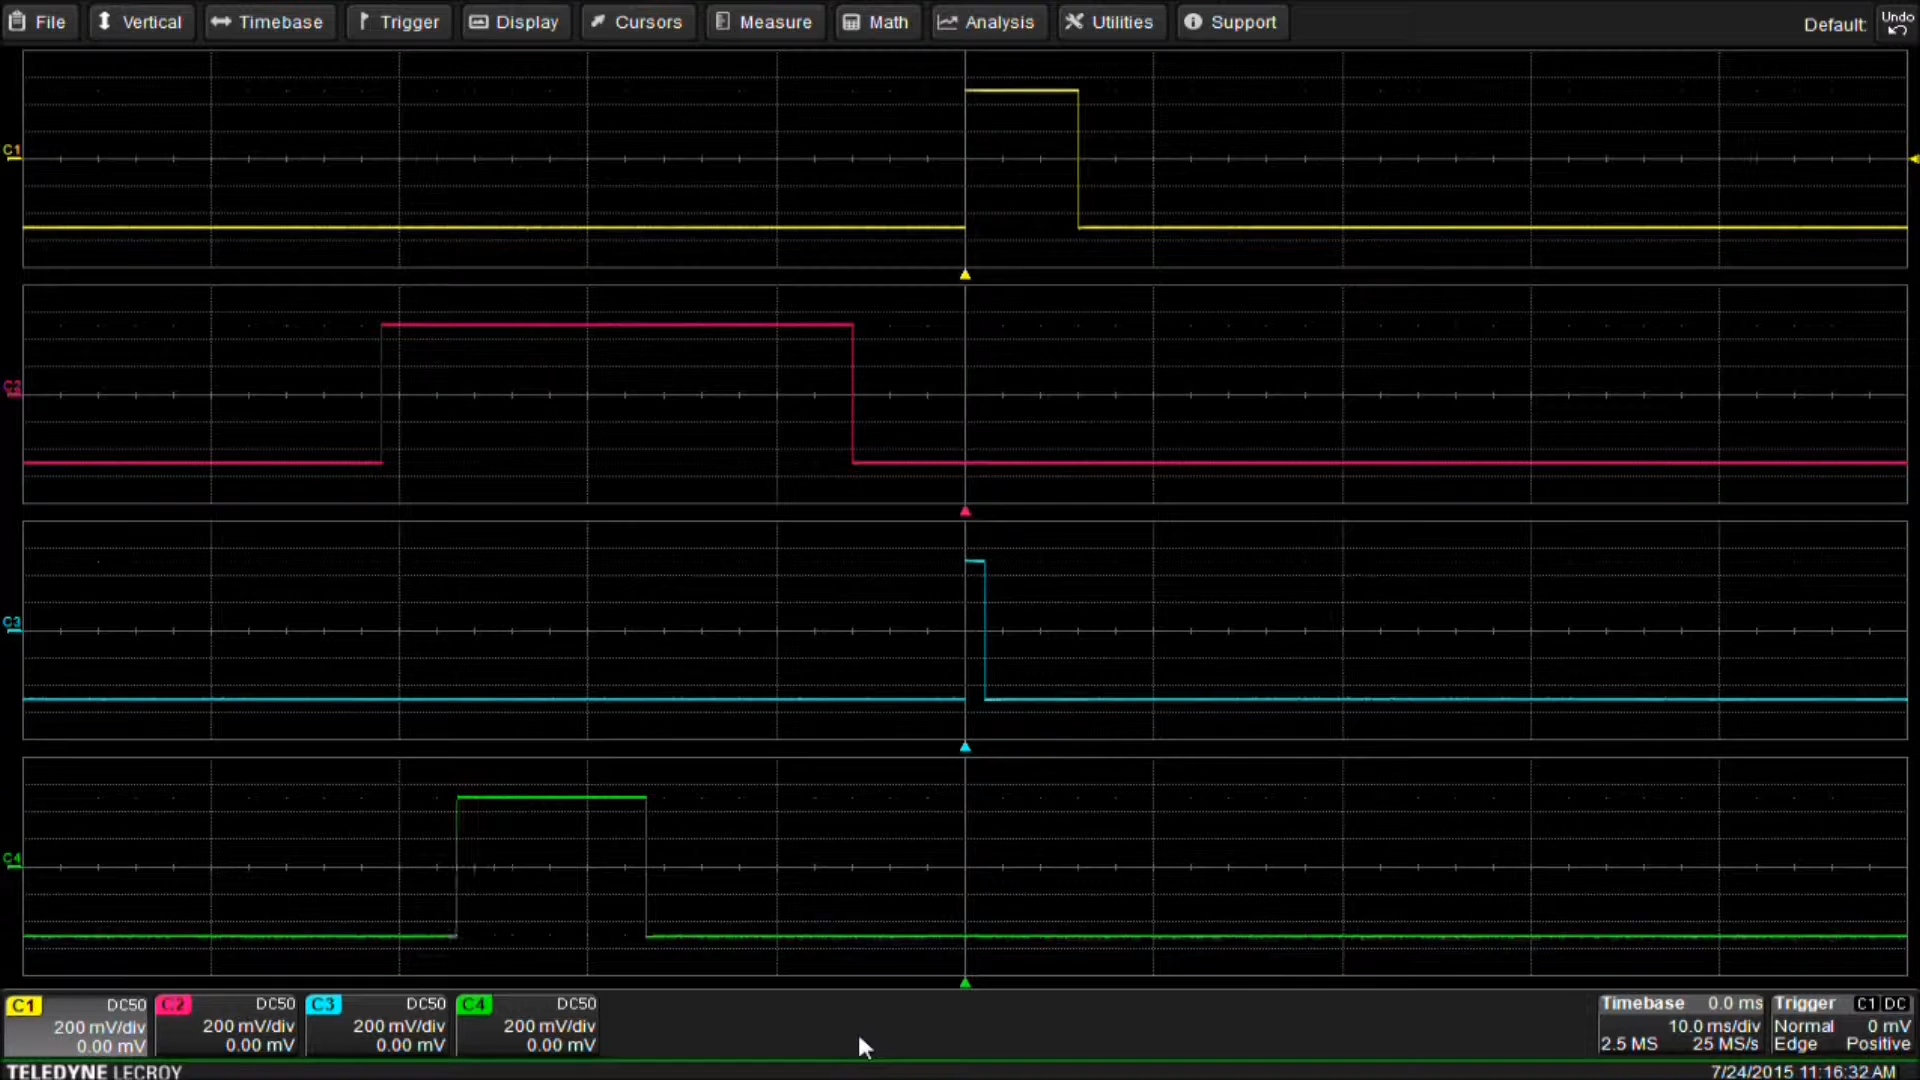 File Vertical Timebase Trigger Display Cursors Measure Math Analysis Utilities Support Default: Undo
C1
C2
C3
C4
C1 DC50 C2 DC50 C3 DC50 C4 DC50 Timebase 0.0 ms Trigger C1 DC
200 mV/div 200 mV/div 200 mV/div 200 mV/div 10.0 ms/div Normal 0 mV
0.00 mV 0.00 mV 0.00 mV 0.00 mV 2.5 MS 25 MS/s Edge Positive
TELEDYNE LECROY 7/24/2015 11:16:32 AM